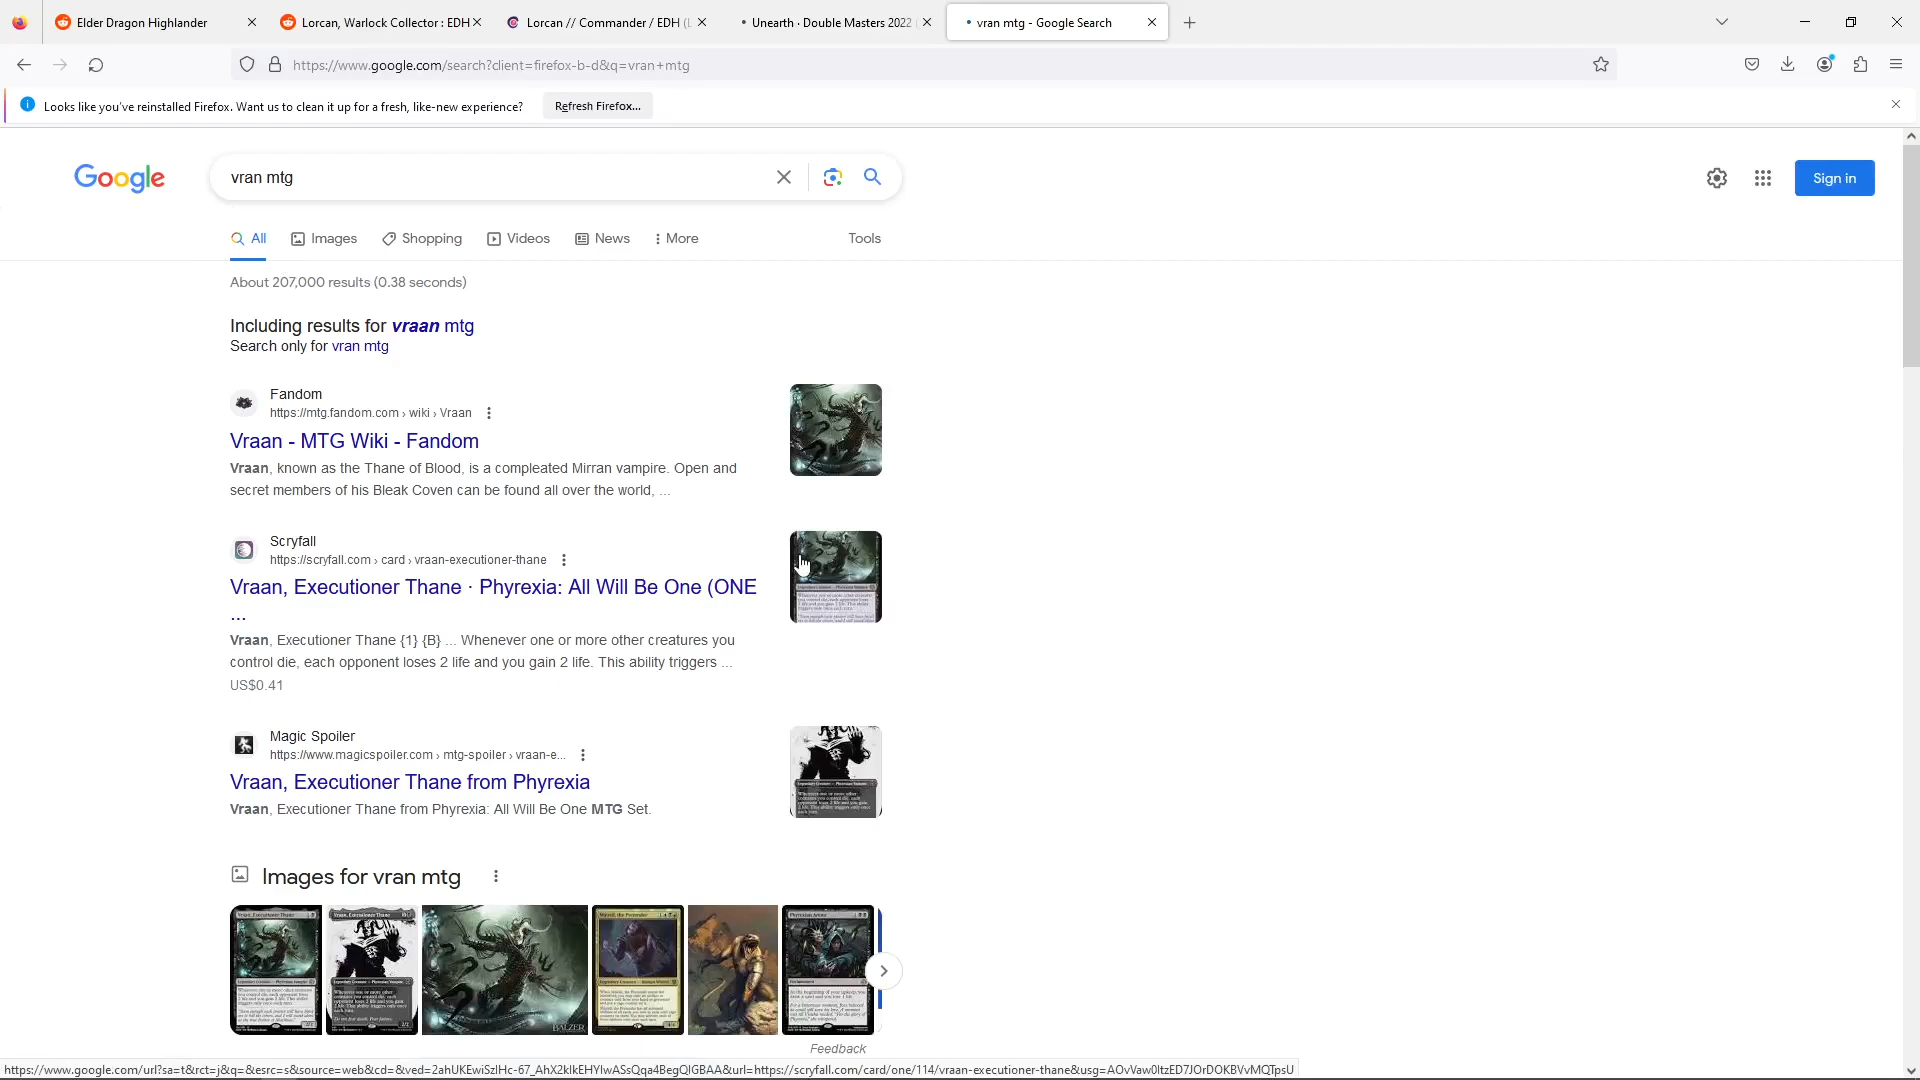 Elder Dragon Highlander
Lorcan, Warlock Collector : EDH
Lorcan // Commander / EDH (L
Unearth · Double Masters 2022 (
vran mtg - Google Search
https://www.google.com/search?client=firefox-b-d&q=vran+mtg
Looks like you've reinstalled Firefox. Want us to clean it up for a fresh, like-new experience?
Refresh Firefox...
Google
vran mtg
Sign in
All
Images
Shopping
Videos
News
More
Tools
About 207,000 results (0.38 seconds)
Including results for vraan mtg
Search only for vran mtg
Fandom
https://mtg.fandom.com › wiki › Vraan
Vraan - MTG Wiki - Fandom
Vraan, known as the Thane of Blood, is a compleated Mirran vampire. Open and
secret members of his Bleak Coven can be found all over the world, ...
Scryfall
https://scryfall.com › card › vraan-executioner-thane
Vraan, Executioner Thane · Phyrexia: All Will Be One (ONE
...
Vraan, Executioner Thane {1} {B} ... Whenever one or more other creatures you
control die, each opponent loses 2 life and you gain 2 life. This ability triggers ...
US$0.41
Magic Spoiler
https://www.magicspoiler.com › mtg-spoiler › vraan-e...
Vraan, Executioner Thane from Phyrexia
Vraan, Executioner Thane from Phyrexia: All Will Be One MTG Set.
Images for vran mtg
Vraan, Executioner Thane
Vraan, Executioner Thane
Phyrexian Arena
BALZER
Feedback